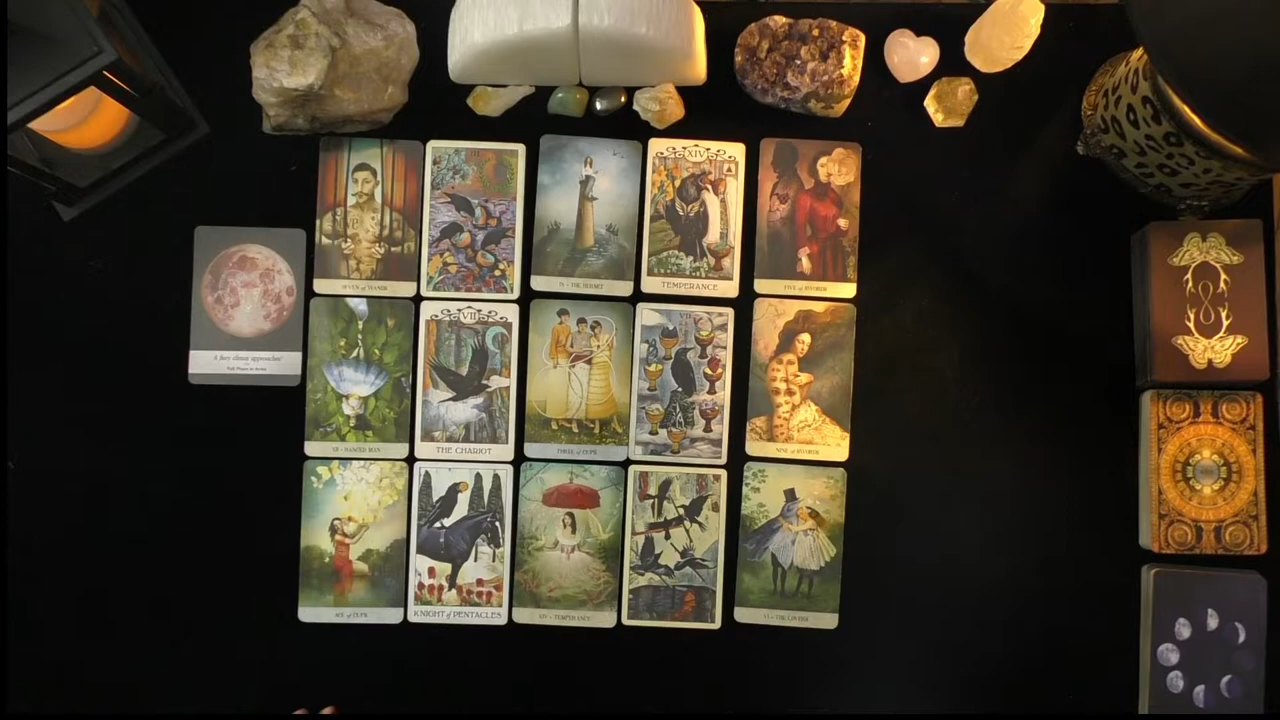 SEVEN of WANDS
IX - THE HERMIT
XIV
TEMPERANCE
FIVE of SWORDS
A fiery climax approaches
Full Moon in Aries
XII - HANGED MAN
VII
THE CHARIOT
THREE of CUPS
VII
NINE of SWORDS
ACE of CUPS
KNIGHT of PENTACLES
XIV - TEMPERANCE
VI - THE LOVERS